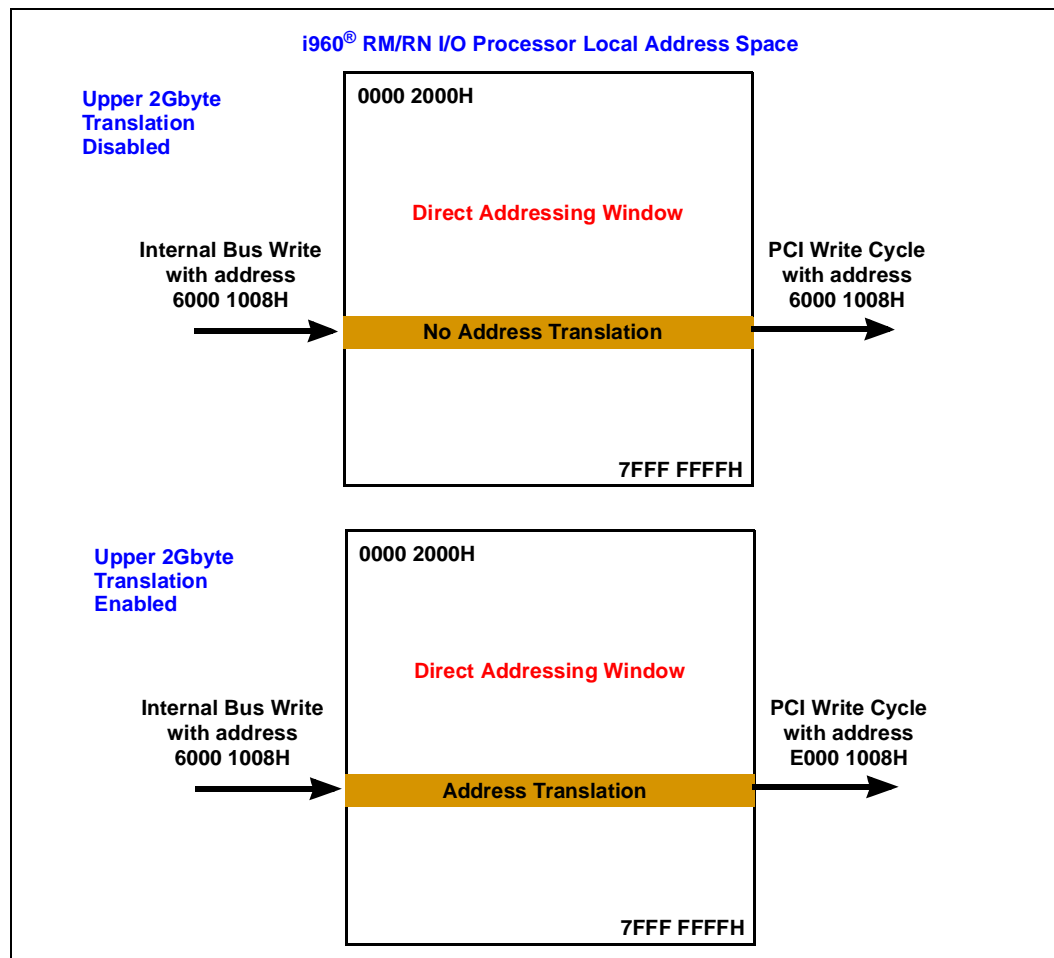 i960® RM/RN I/O Processor Local Address Space
Upper 2Gbyte
Translation
Disabled
0000 2000H
Direct Addressing Window
Internal Bus Write
with address
6000 1008H
No Address Translation
PCI Write Cycle
with address
6000 1008H
7FFF FFFFH
Upper 2Gbyte
Translation
Enabled
0000 2000H
Direct Addressing Window
Internal Bus Write
with address
6000 1008H
Address Translation
PCI Write Cycle
with address
E000 1008H
7FFF FFFFH